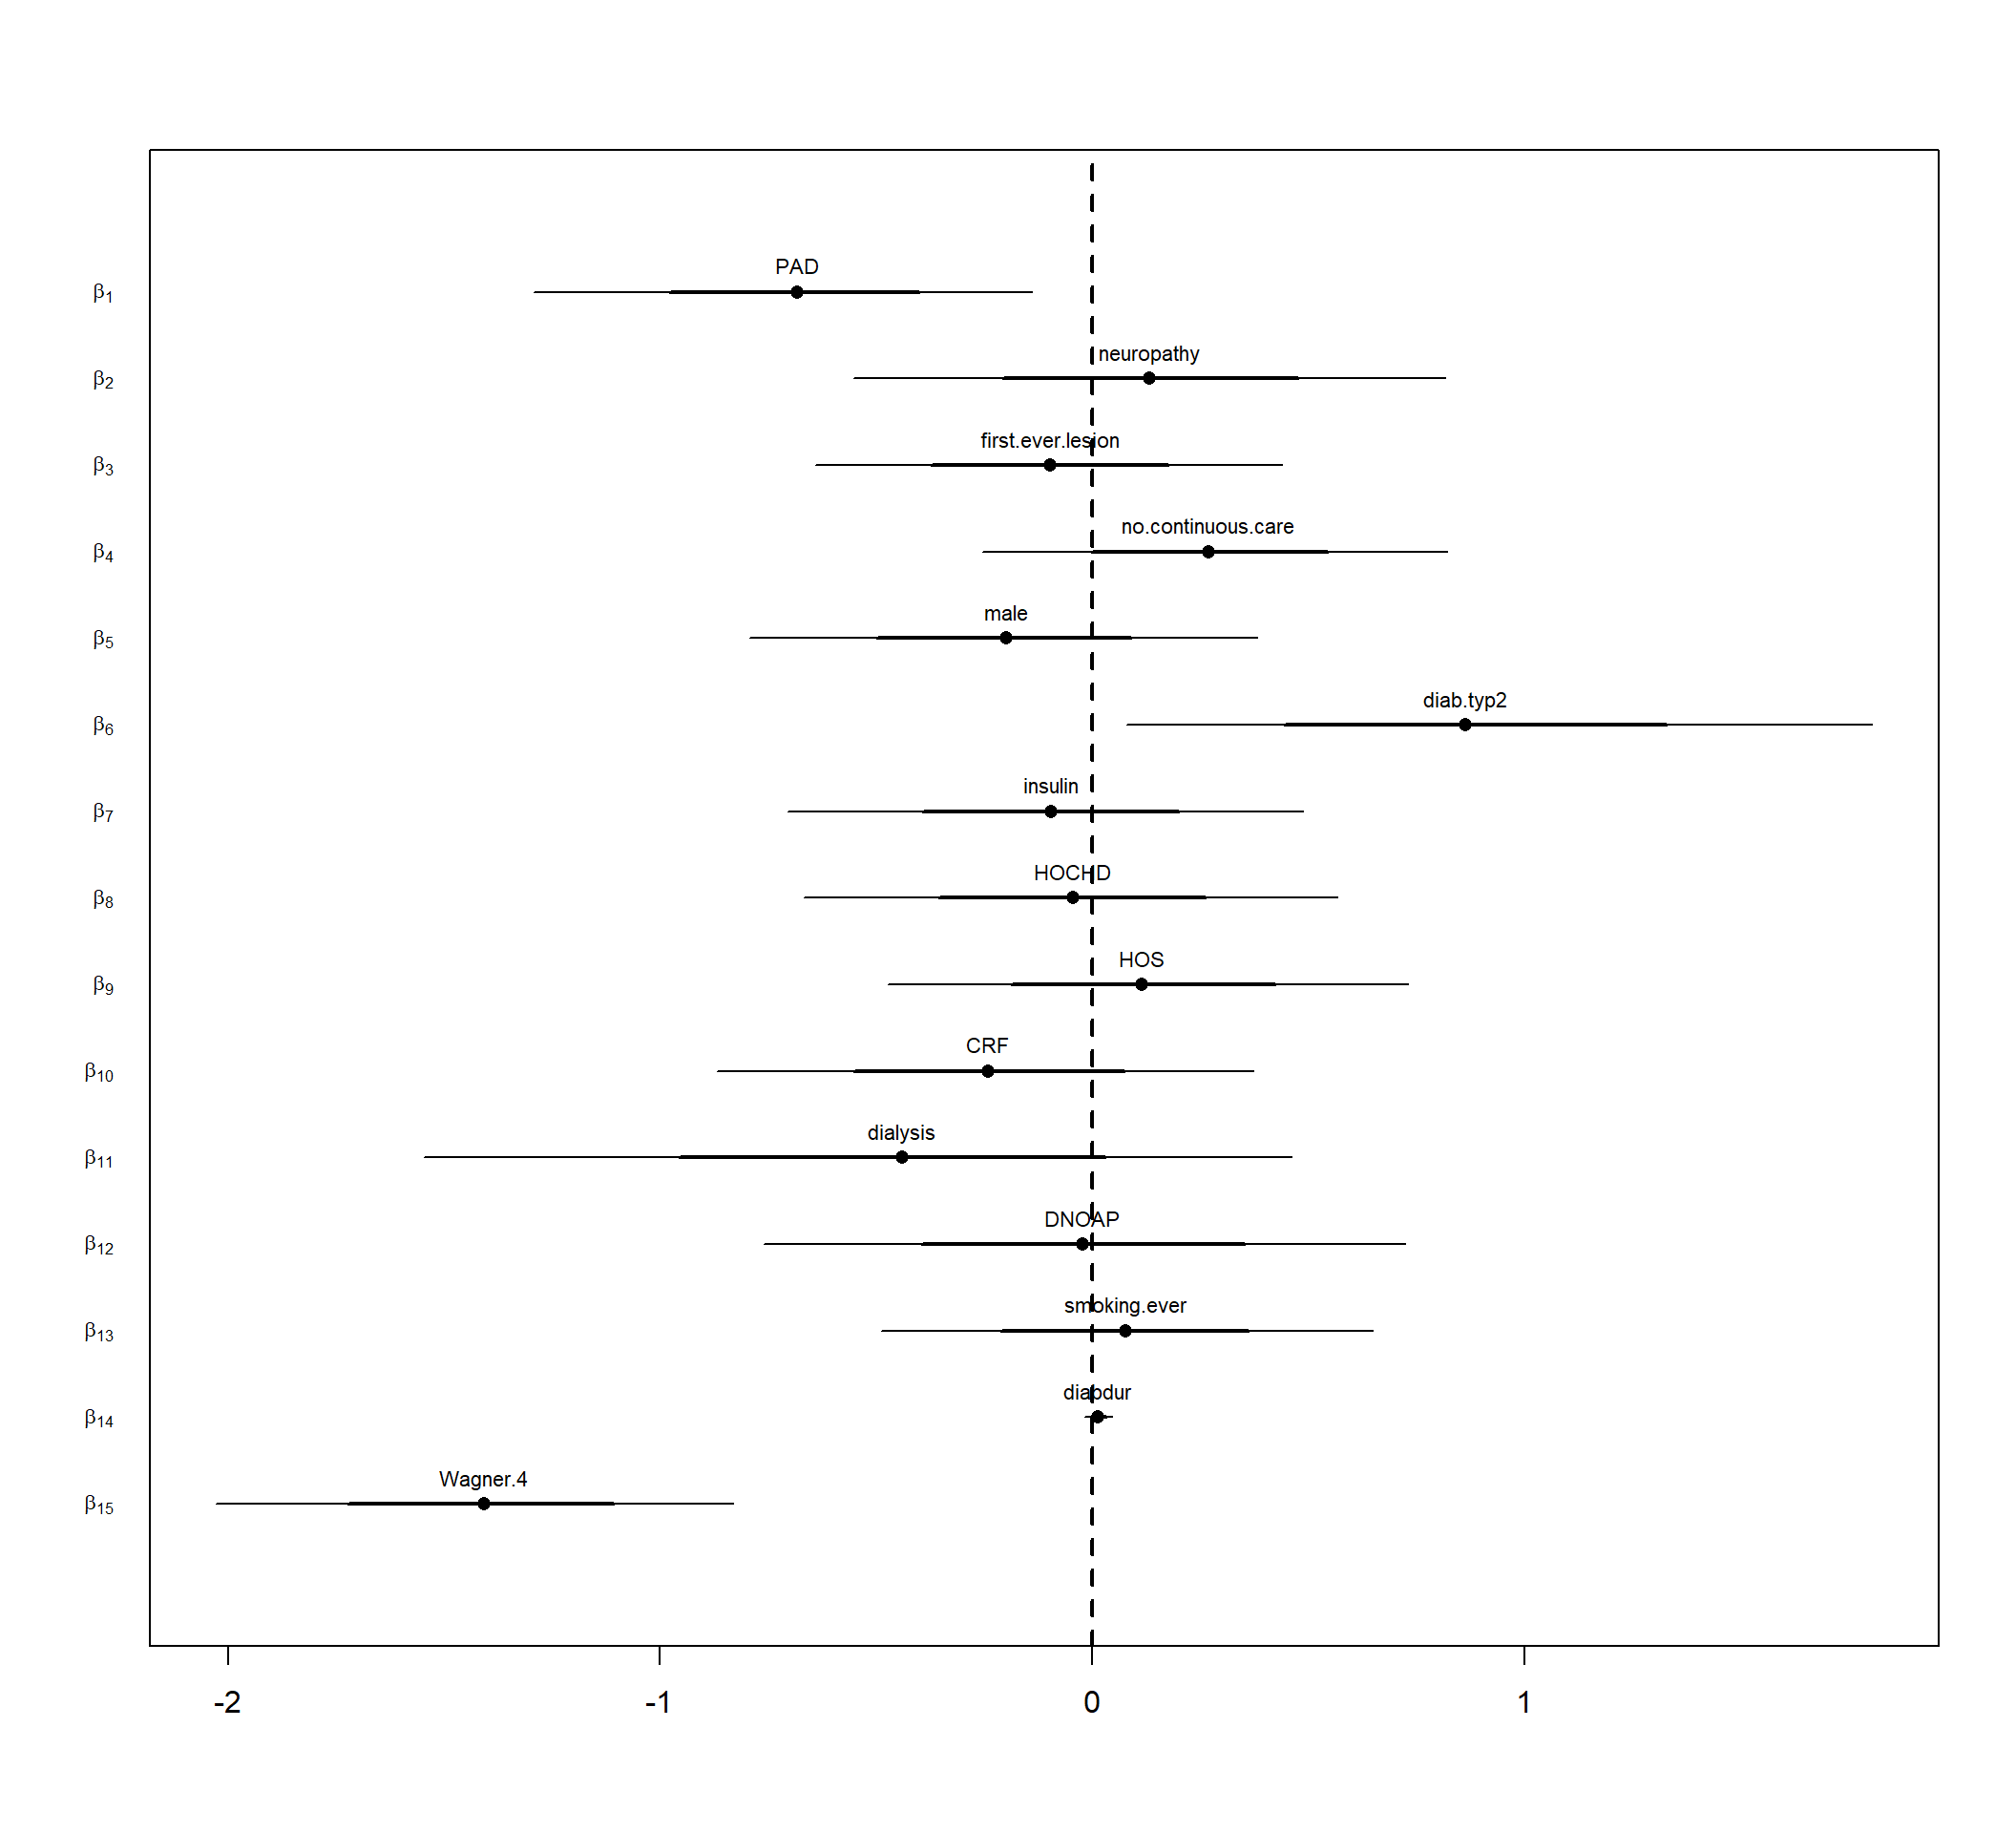 PAD
β1
neuropathy
β2
first.ever.lesion
β3
no.continuous.care
β4
male
β5
diab.typ2
β6
insulin
β7
HOCHD
β8
HOS
β9
CRF
β10
dialysis
β11
DNOAP
β12
smoking.ever
β13
diabdur
β14
Wagner.4
β15
-2 -1 0 1